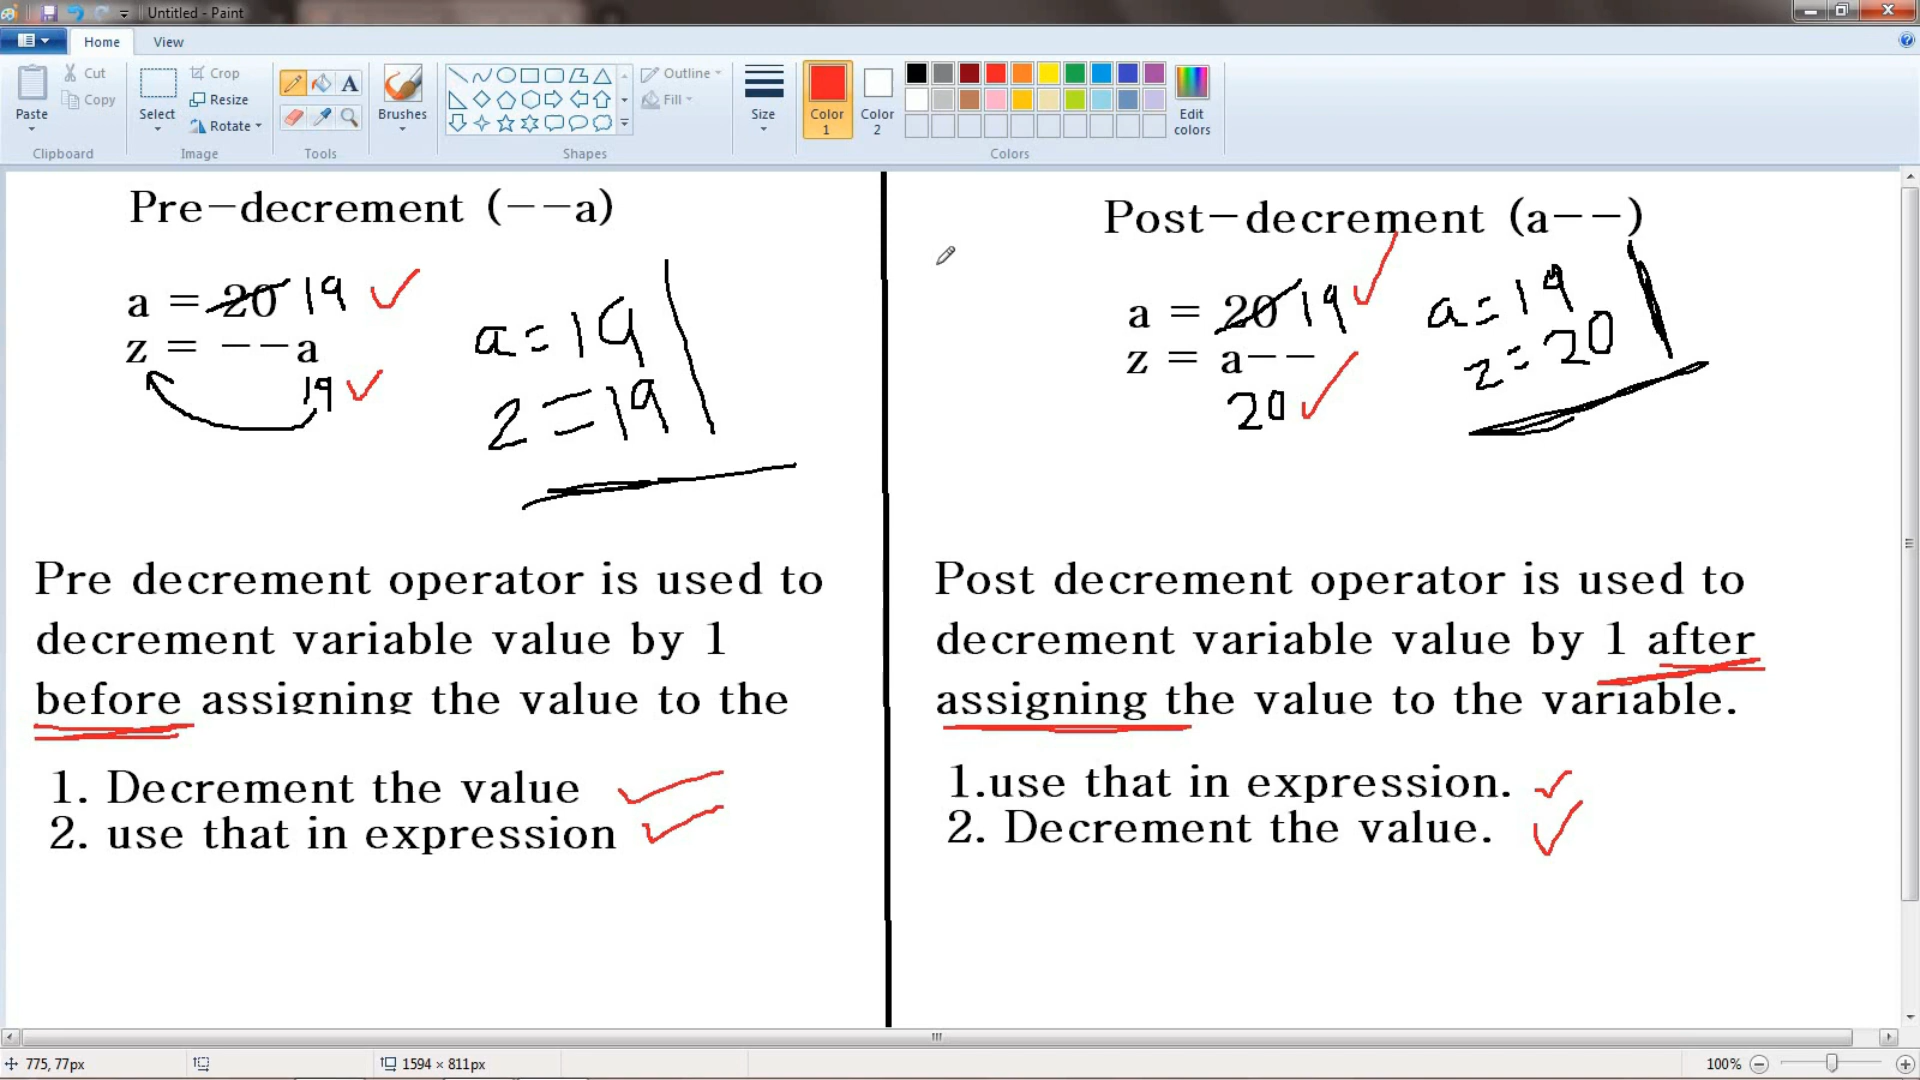 Untitled - Paint
Home
View
Paste
Cut
Copy
Clipboard
Select
Crop
Resize
Rotate
Image
Tools
Brushes
Shapes
Outline
Fill
Size
Color 1
Color 2
Edit colors
Colors
Pre-decrement (--a)
a = 20 19
z = --a
19
a = 19
z = 19
Pre decrement operator is used to
decrement variable value by 1
before assigning the value to the
1. Decrement the value
2. use that in expression
Post-decrement (a--)
a = 20 19
z = a--
20
a = 19
z = 20
Post decrement operator is used to
decrement variable value by 1 after
assigning the value to the variable.
1.use that in expression.
2. Decrement the value.
775, 77px
1594 × 811px
100%